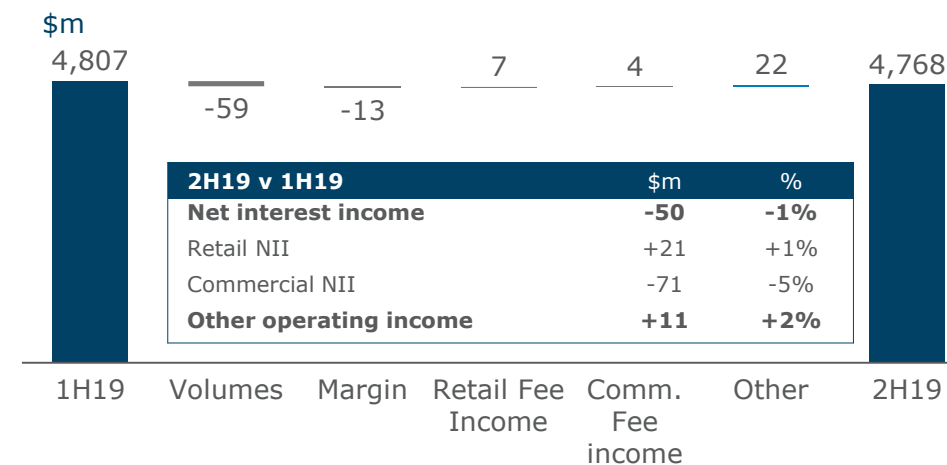 $m
4,807
-59
-13
7
4
22
4,768
2H19 v 1H19 $m %
Net interest income -50 -1%
Retail NII +21 +1%
Commercial NII -71 -5%
Other operating income +11 +2%
1H19
Volumes
Margin
Retail Fee
Income
Comm.
Fee
income
Other
2H19